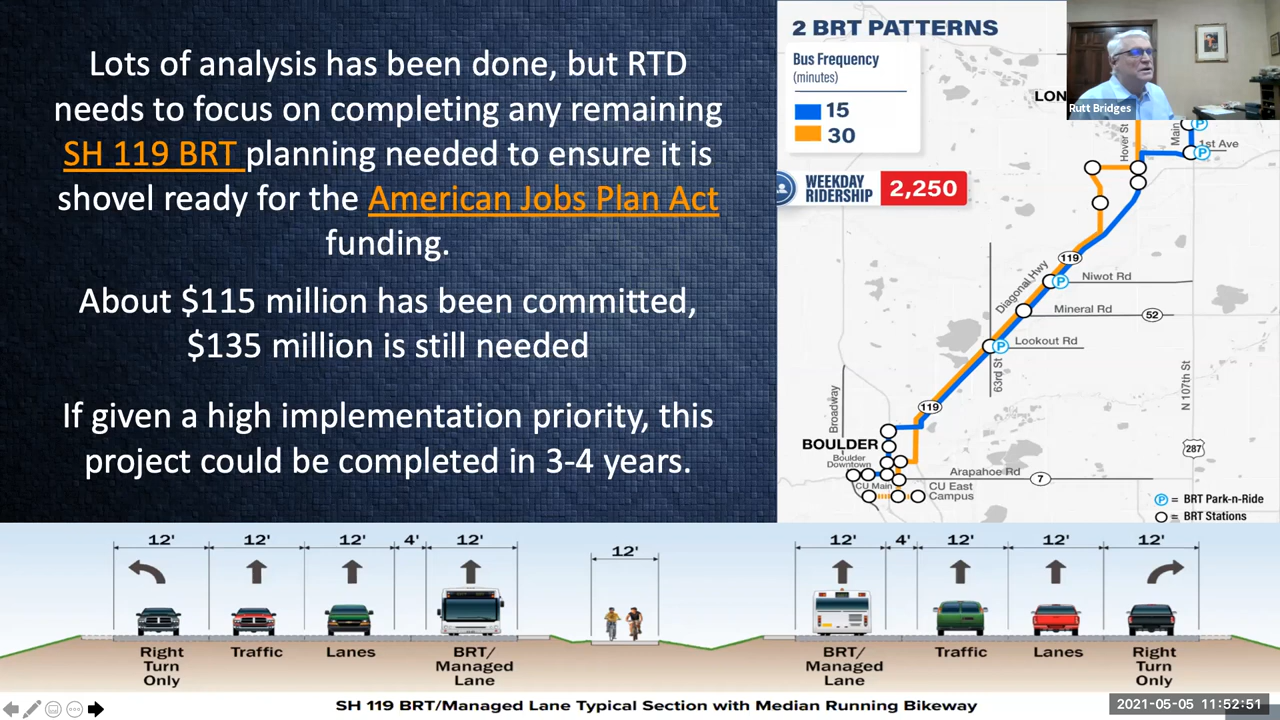 Lots of analysis has been done, but RTD
needs to focus on completing any remaining
SH 119 BRT planning needed to ensure it is
shovel ready for the American Jobs Plan Act
funding.
About $115 million has been committed,
$135 million is still needed
If given a high implementation priority, this
project could be completed in 3-4 years.
2 BRT PATTERNS
Bus Frequency
(minutes)
15
30
WEEKDAY
RIDERSHIP
2,250
LON
Rutt Bridges
Hover St
Main
P
1st Ave
P
119
Diagonal Hwy
Niwot Rd
P
Mineral Rd
52
Lookout Rd
P
63rd St
N 107th St
119
Broadway
BOULDER
Boulder
Downtown
287
Arapahoe Rd
7
CU Main
CU East
Campus
P = BRT Park-n-Ride
= BRT Stations
12' 12' 12' 4' 12' 12' 12' 4' 12' 12' 12'
Right
Turn
Only
Traffic
Lanes
BRT/
Managed
Lane
BRT/
Managed
Lane
Traffic
Lanes
Right
Turn
Only
SH 119 BRT/Managed Lane Typical Section with Median Running Bikeway
2021-05-05 11:52:51